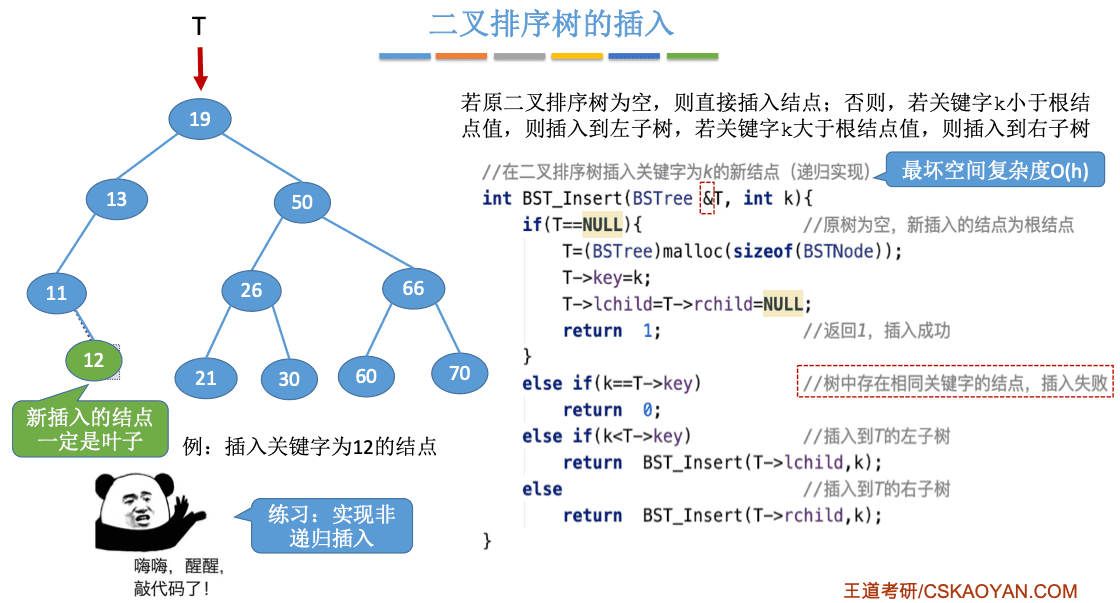 二叉排序树的插入
T
19
13
50
11
26
66
12
21
30
60
70
新插入的结点
一定是叶子
例：插入关键字为12的结点
嗨嗨，醒醒，
敲代码了！
练习：实现非
递归插入
若原二叉排序树为空，则直接插入结点；否则，若关键字k小于根结
点值，则插入到左子树，若关键字k大于根结点值，则插入到右子树
//在二叉排序树插入关键字为k的新结点（递归实现）
最坏空间复杂度O(h)
int BST_Insert(BSTree &T, int k){
if(T==NULL){ //原树为空，新插入的结点为根结点
T=(BSTree)malloc(sizeof(BSTNode));
T->key=k;
T->lchild=T->rchild=NULL;
return 1; //返回1，插入成功
}
else if(k==T->key) //树中存在相同关键字的结点，插入失败
return 0;
else if(k<T->key) //插入到T的左子树
return BST_Insert(T->lchild,k);
else //插入到T的右子树
return BST_Insert(T->rchild,k);
}
王道考研/CSKAOYAN.COM